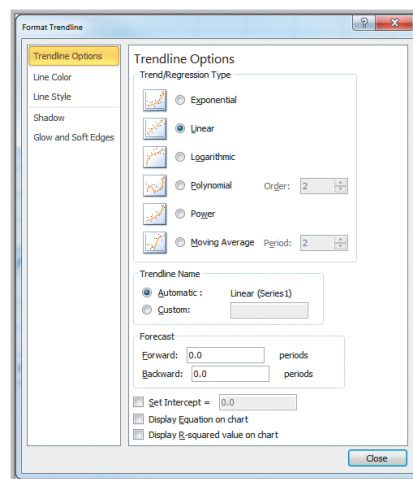 Format Trendline
Trendline Options
Line Color
Line Style
Shadow
Glow and Soft Edges
Trendline Options
Trend/Regression Type
Exponential
Linear
Logarithmic
Polynomial Order: 2
Power
Moving Average Period: 2
Trendline Name
Automatic : Linear (Series1)
Custom:
Forecast
Forward: 0.0 periods
Backward: 0.0 periods
Set Intercept = 0.0
Display Equation on chart
Display R-squared value on chart
Close